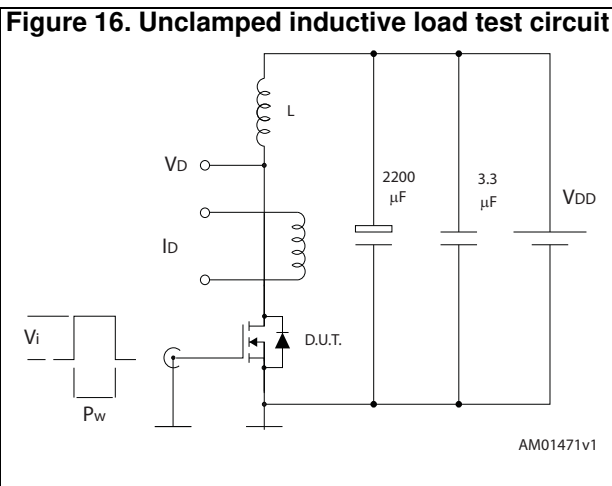 Figure 16. Unclamped inductive load test circuit
L
VD
2200
μF
3.3
μF
VDD
ID
Vi
D.U.T.
Pw
AM01471v1